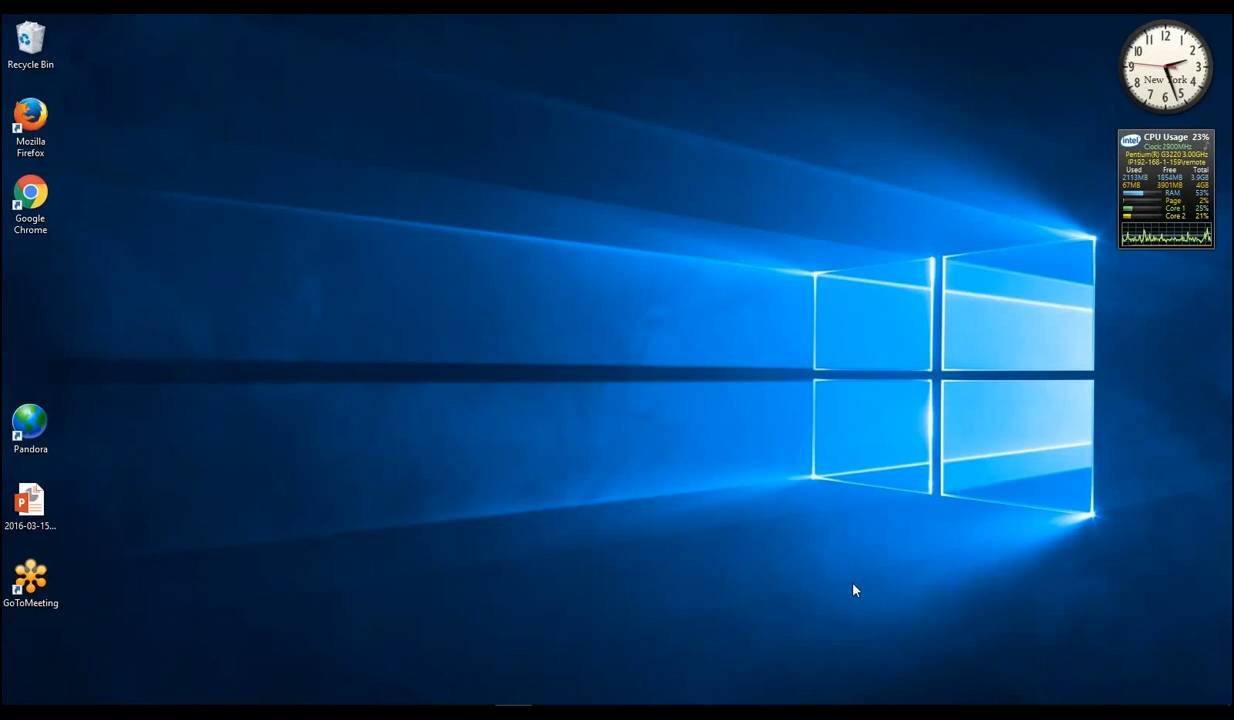 Recycle Bin
Mozilla
Firefox
Google
Chrome
Pandora
2016-03-15...
GoToMeeting
11 12 1
10 2
9 3
New York
8 4
7 6 5
intel CPU Usage 23%
Clock: 2900MHz
Pentium(R) G3220 3.00GHz
IP192-168-1-159\remote
Used Free Total
2113MB 1854MB 3.9GB
67MB 3901MB 4GB
RAM 53%
Page 2%
Core 1 25%
Core 2 21%